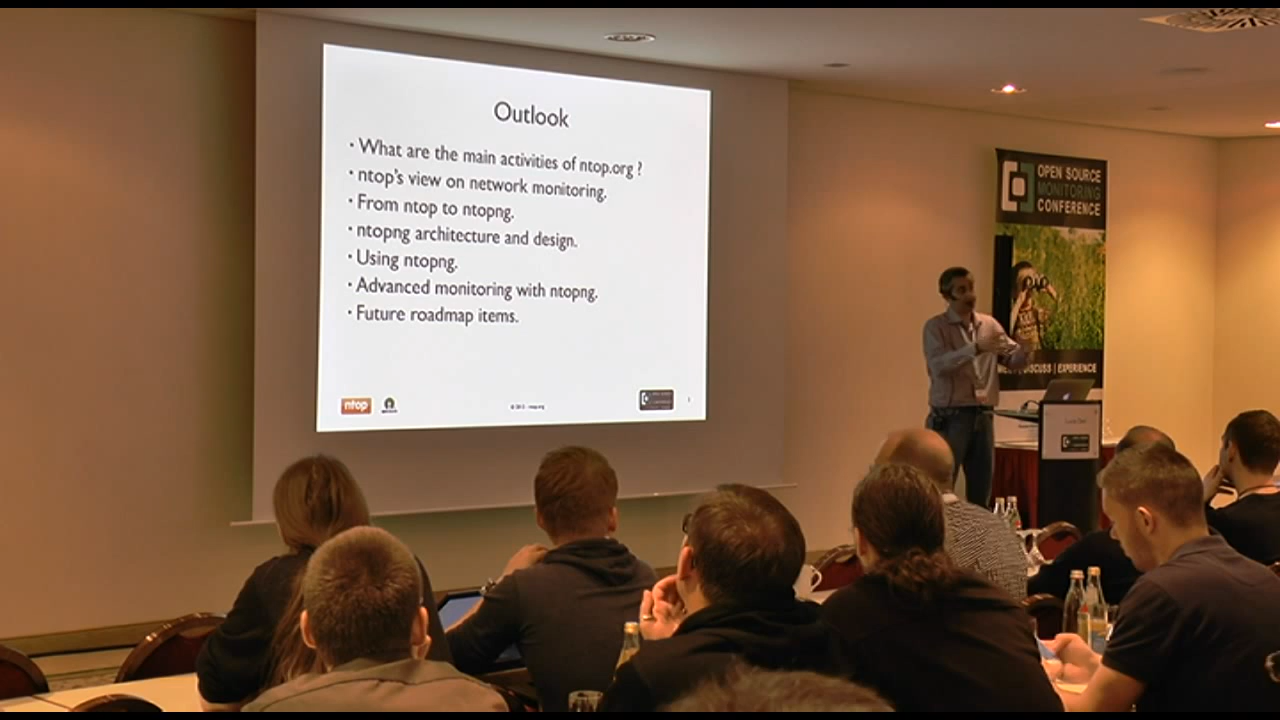 Outlook
• What are the main activities of ntop.org ?
• ntop's view on network monitoring.
• From ntop to ntopng.
• ntopng architecture and design.
• Using ntopng.
• Advanced monitoring with ntopng.
• Future roadmap items.
ntop
OPEN SOURCE
MONITORING
CONFERENCE
DISCUSS | EXPERIENCE